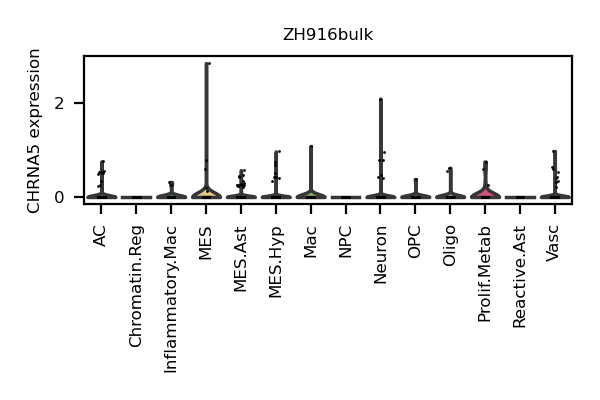 ZH916bulk
CHRNA5 expression
2
0
AC
Chromatin.Reg
Inflammatory.Mac
MES
MES.Ast
MES.Hyp
Mac
NPC
Neuron
OPC
Oligo
Prolif.Metab
Reactive.Ast
Vasc